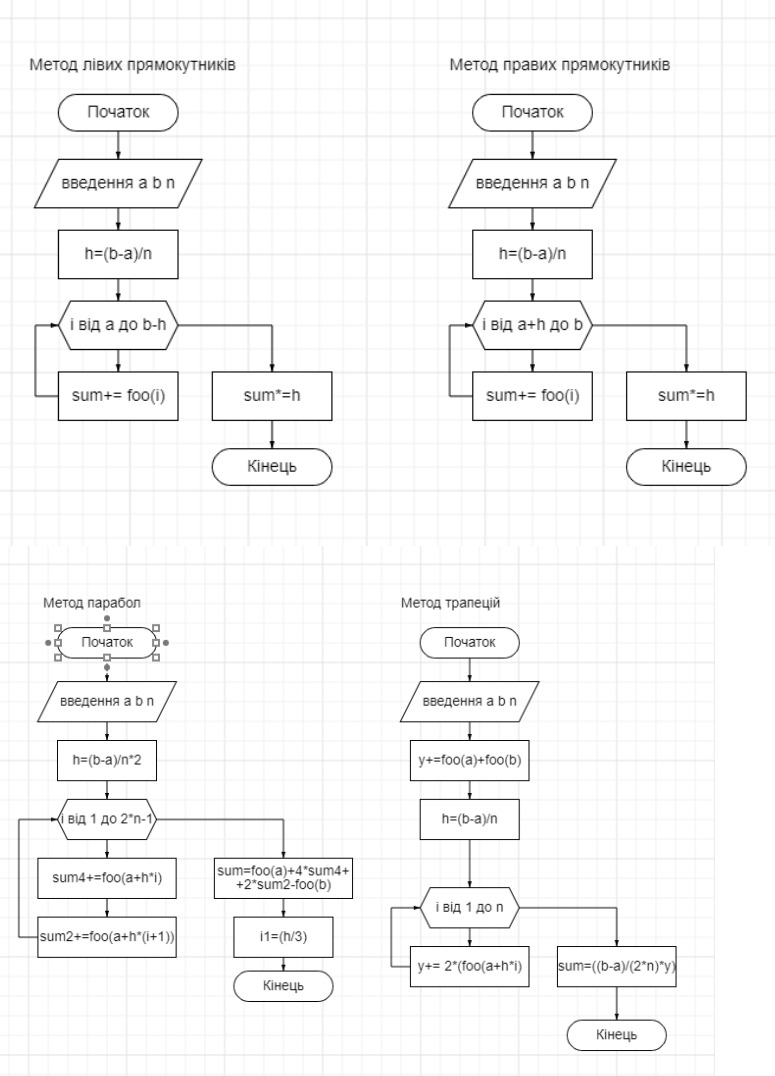 Метод лівих прямокутників
Початок
введення a b n
h=(b-a)/n
і від a до b-h
sum+= foo(i)
sum*=h
Кінець
Метод правих прямокутників
Початок
введення a b n
h=(b-a)/n
і від a+h до b
sum+= foo(i)
sum*=h
Кінець
Метод парабол
Початок
введення a b n
h=(b-a)/n*2
і від 1 до 2*n-1
sum4+=foo(a+h*i)
sum2+=foo(a+h*(i+1))
sum=foo(a)+4*sum4+
+2*sum2-foo(b)
i1=(h/3)
Кінець
Метод трапецій
Початок
введення a b n
y+=foo(a)+foo(b)
h=(b-a)/n
і від 1 до n
y+= 2*(foo(a+h*i)
sum=((b-a)/(2*n)*y)
Кінець